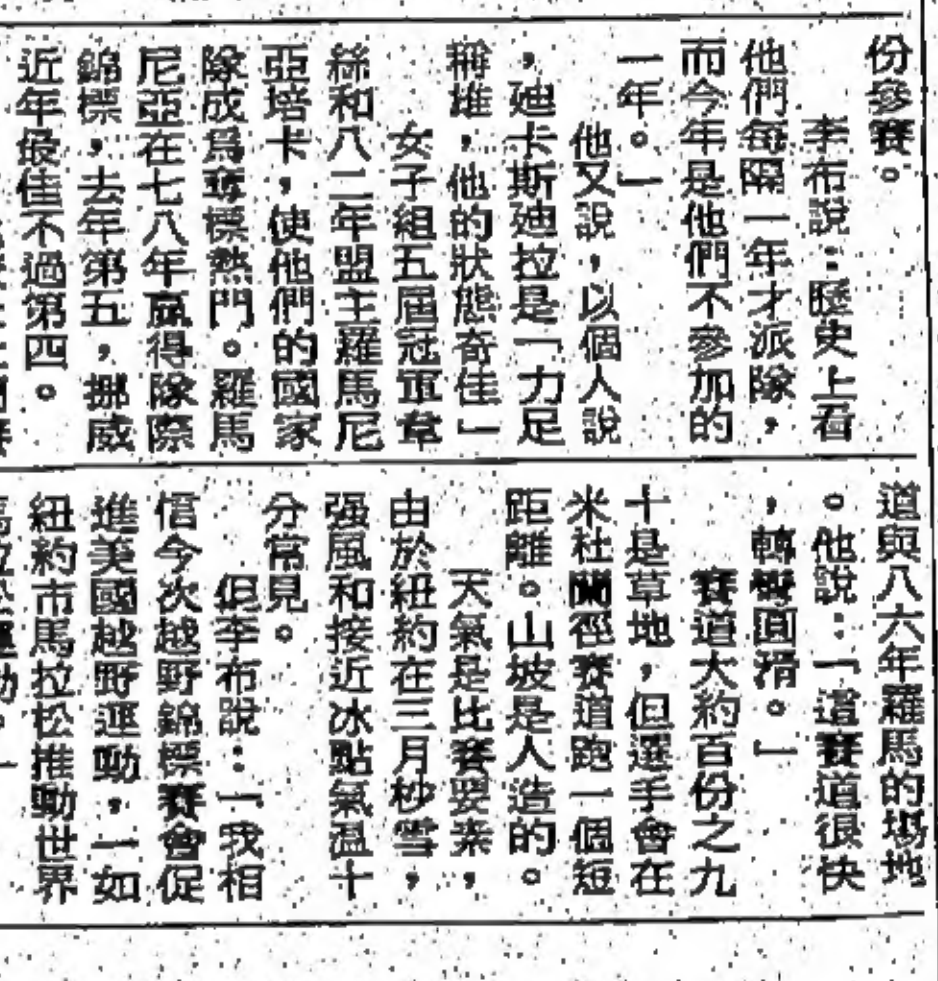 份參賽。
李布說：歷史上看
他們每隔一年才派隊，
而今年是他們不參加的
一年。」
他又說，以個人說
，廸卡斯廸拉是「力足
稱雄，他的狀態奇佳」
女子組五屆冠軍韋
絲和八二年盟主羅馬尼
亞培卡，使他們的國家
隊成爲奪標熱門。羅馬
尼亞在七八年贏得隊際
錦標，去年第五，挪威
近年最佳不過第四。
道與八六年羅馬的場地
。他說：「這賽道很快
，轉彎圓滑。」
賽道大約百份之九
十是草地，但選手會在
米杜蘭徑賽道跑一個短
距離。山坡是人造的。
天氣是比賽要素，
由於紐約在三月杪雪，
强風和接近冰點氣温十
分常見。
但李布說：「我相
信今次越野錦標賽會促
進美國越野運動，一如
紐約市馬拉松推動世界